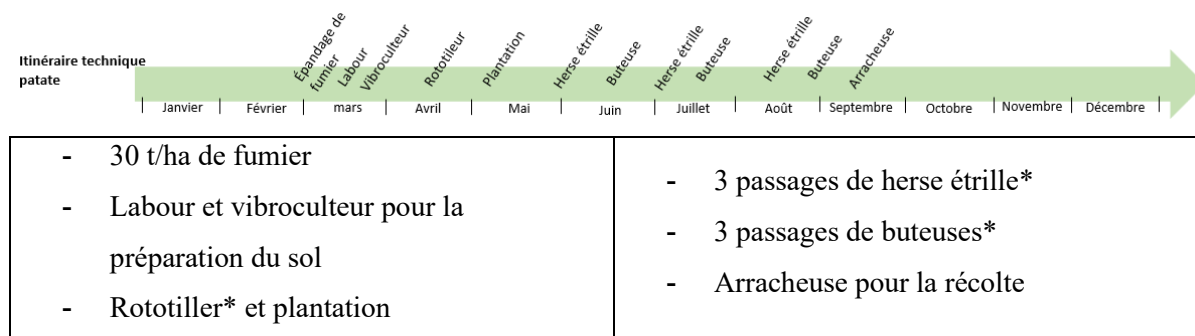 Itinéraire technique
patate
Épandage de
fumier
Labour
Vibroculteur
Rototileur
Plantation
Herse étrille
Buteuse
Herse étrille
Buteuse
Herse étrille
Buteuse
Arracheuse
Janvier Février mars Avril Mai Juin Juillet Août Septembre Octobre Novembre Décembre
- 30 t/ha de fumier
- Labour et vibroculteur pour la
préparation du sol
- Rototiller* et plantation
- 3 passages de herse étrille*
- 3 passages de buteuses*
- Arracheuse pour la récolte